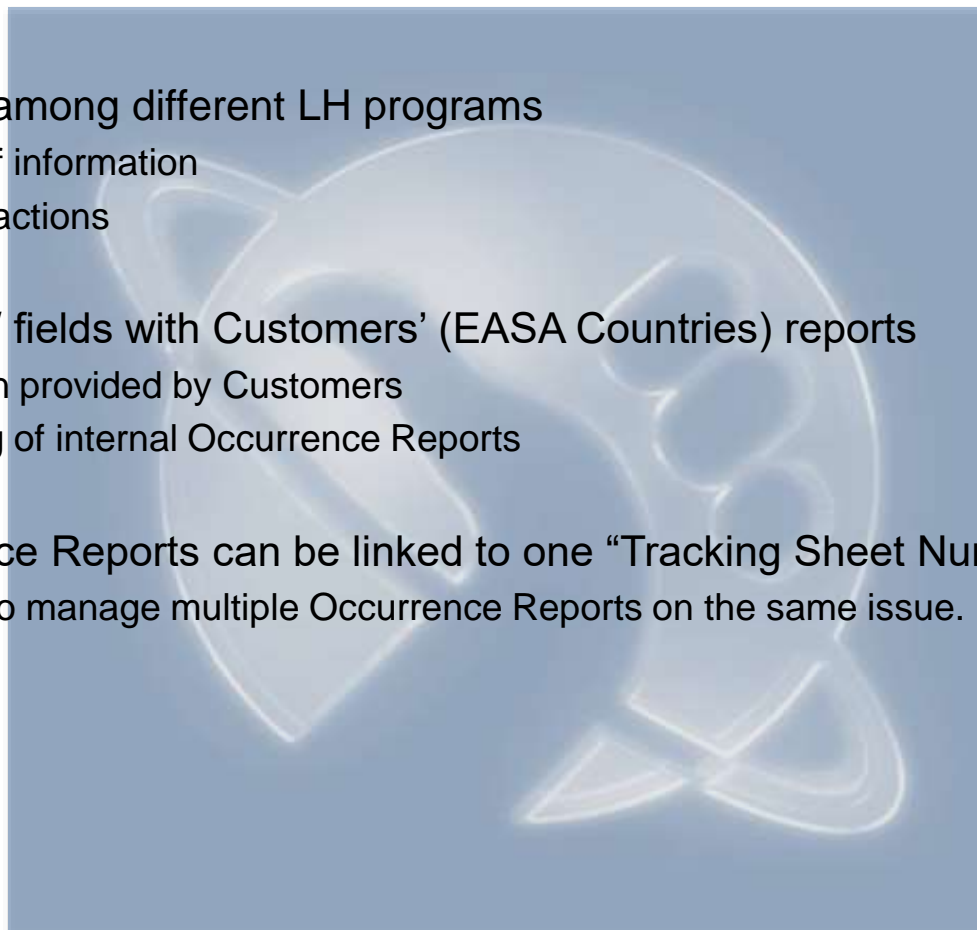 among different LH programs
f information
actions
fields with Customers’ (EASA Countries) reports
n provided by Customers
g of internal Occurrence Reports
ce Reports can be linked to one “Tracking Sheet Nu
o manage multiple Occurrence Reports on the same issue.